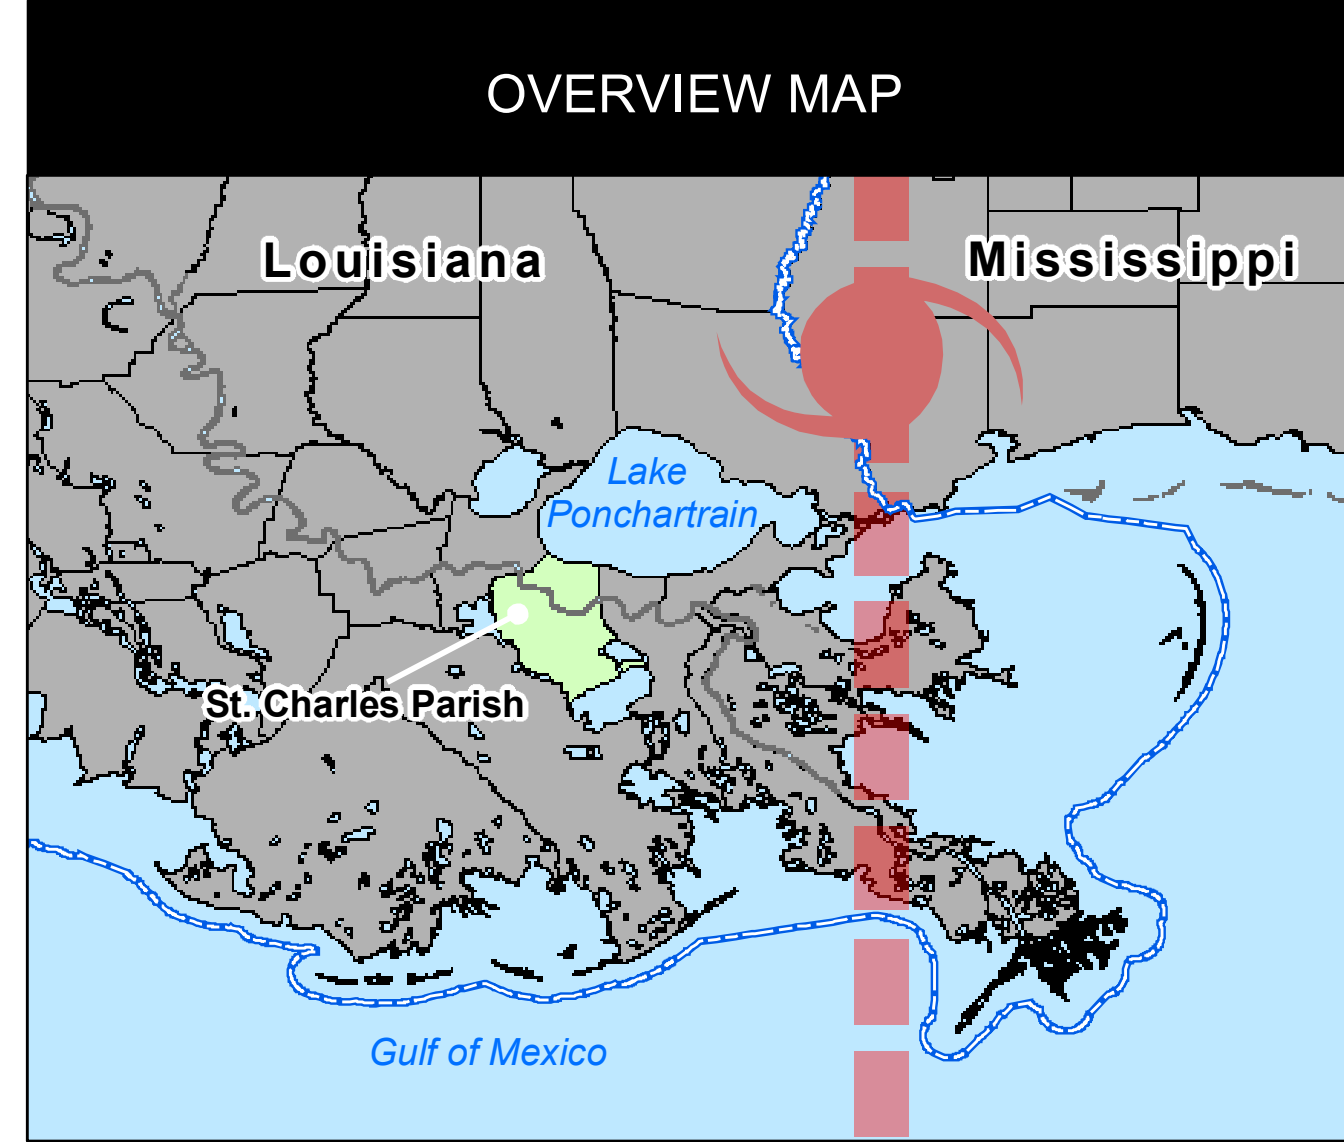 OVERVIEW MAP
Louisiana
Mississippi
Lake
Ponchartrain
St. Charles Parish
Gulf of Mexico